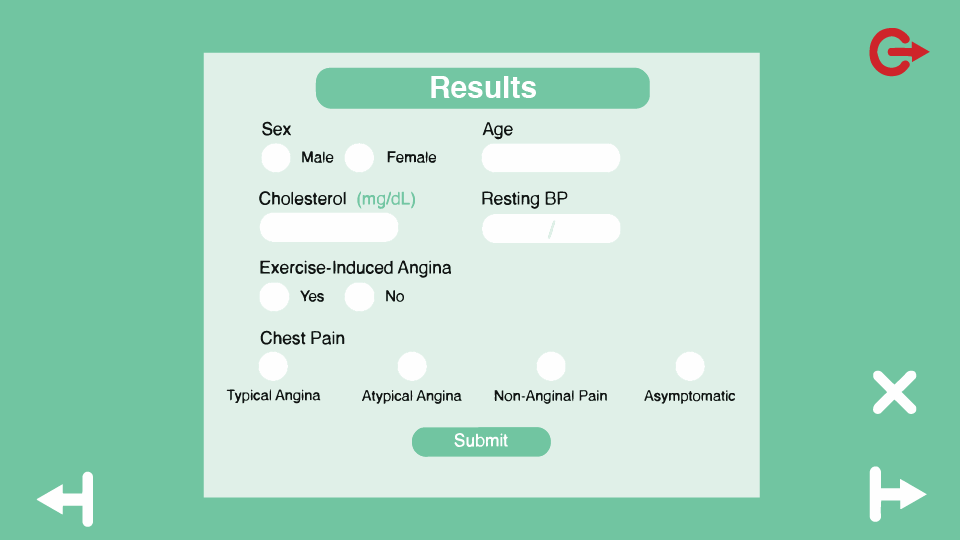 Results
Sex
Age
Male Female
Cholesterol (mg/dL)
Resting BP
/
Exercise-Induced Angina
Yes No
Chest Pain
Typical Angina Atypical Angina Non-Anginal Pain Asymptomatic
Submit